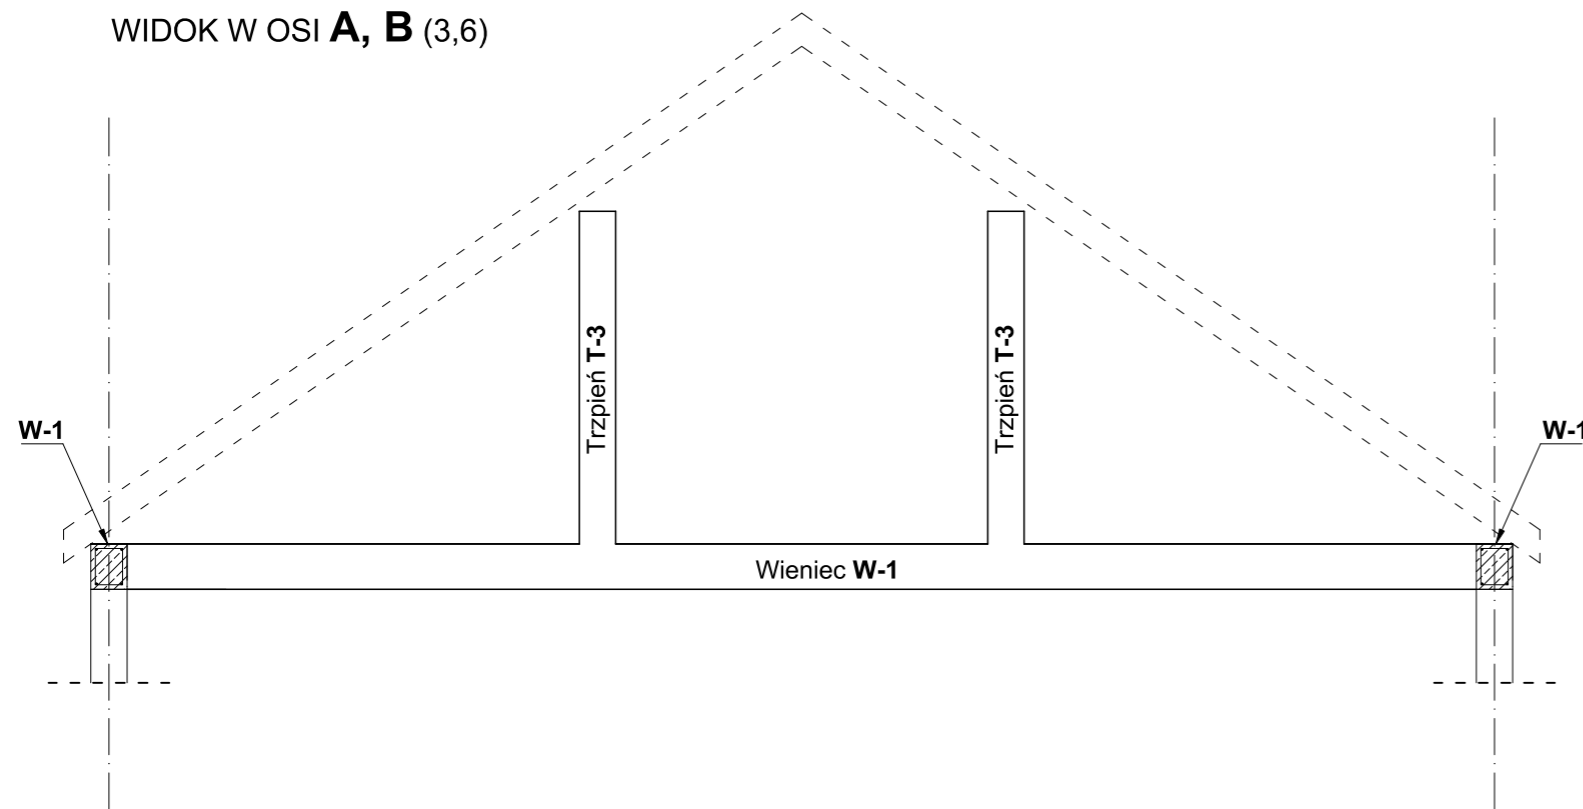 WIDOK W OSI A, B (3,6)
Trzpień T-3
Trzpień T-3
W-1
W-1
Wieniec W-1